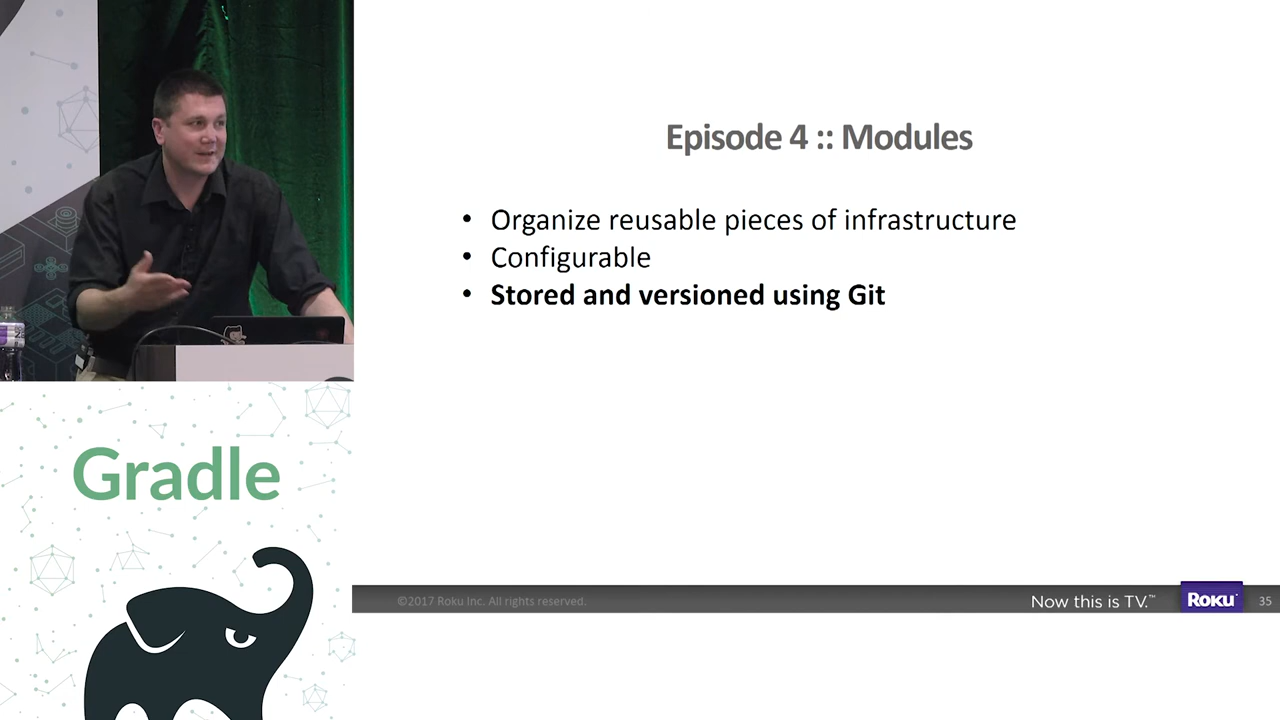 Episode 4 :: Modules
• Organize reusable pieces of infrastructure
• Configurable
• Stored and versioned using Git
Gradle
©2017 Roku Inc. All rights reserved.
Now this is TV.™
Roku
35